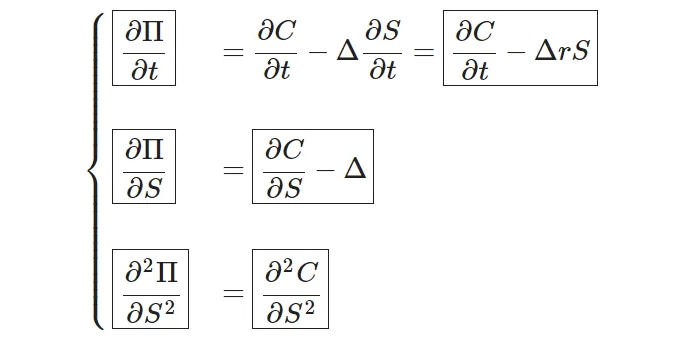 ∂Π/∂t = ∂C/∂t − Δ ∂S/∂t = ∂C/∂t − ΔrS
∂Π/∂S = ∂C/∂S − Δ
∂²Π/∂S² = ∂²C/∂S²